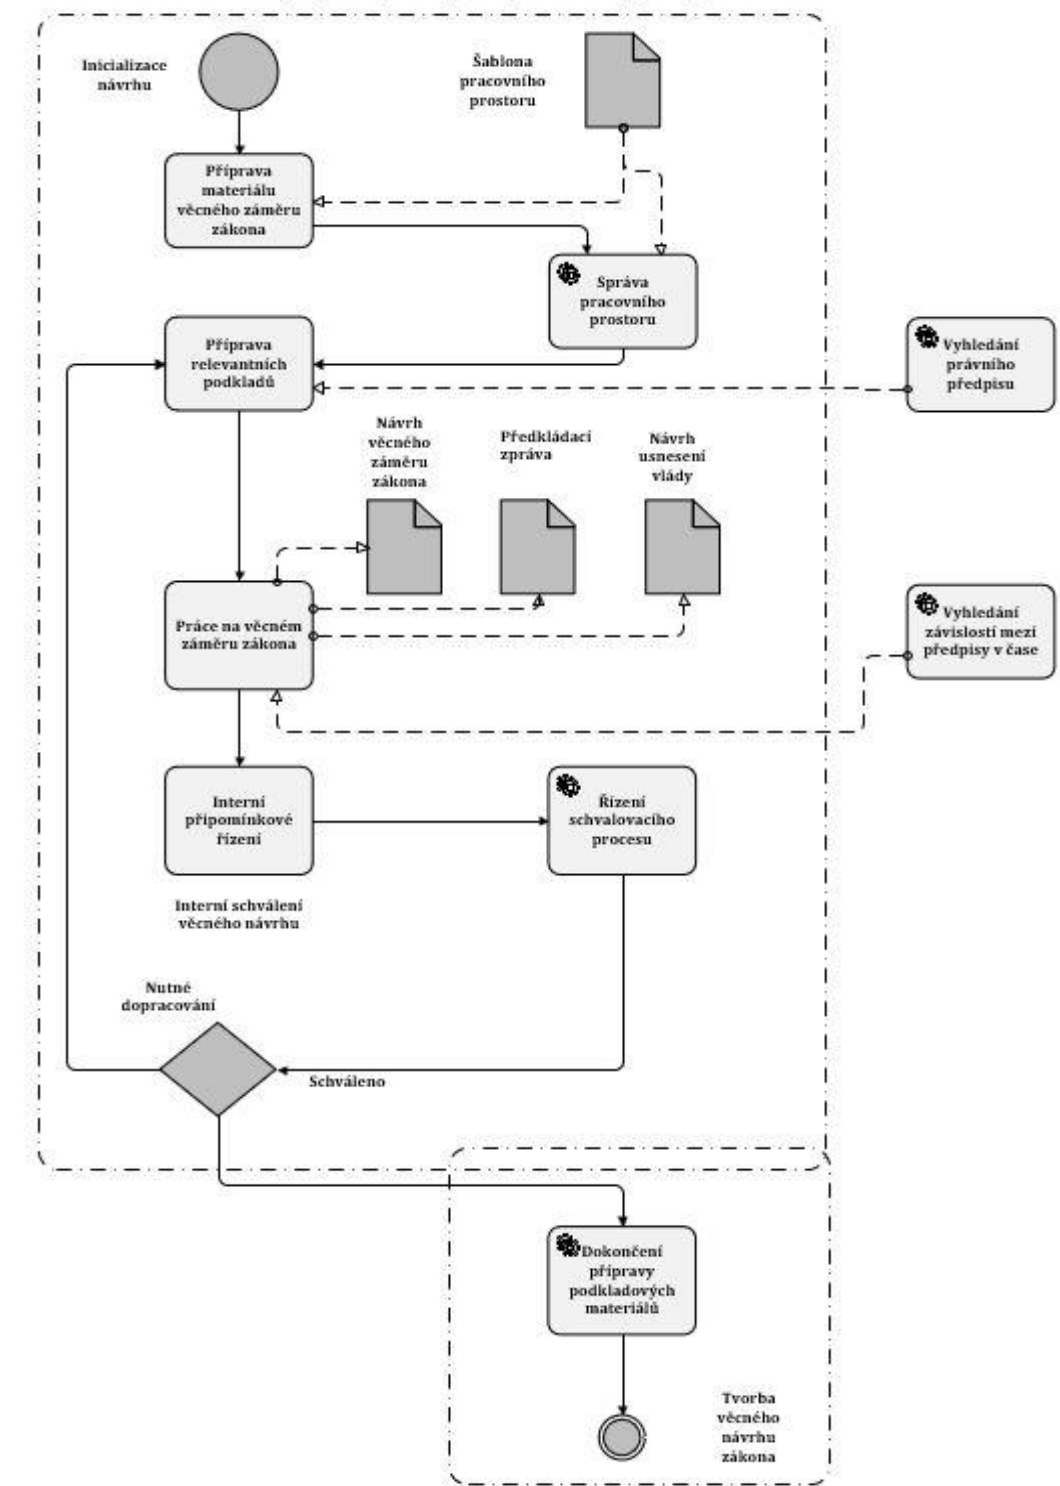 Inicializace
návrhu
Šablona
pracovního
prostoru
Příprava
materiálu
věcného záměru
zákona
Správa
pracovního
prostoru
Příprava
relevantních
podkladů
Vyhledání
právního
předpisu
Návrh
věcného
záměru
zákona
Předkládací
zpráva
Návrh
usnesení
vlády
Práce na věcném
záměru zákona
Vyhledání
závislostí mezi
předpisy v čase
Interní
připomínkové
řízení
Řízení
schvalovacího
procesu
Interní schválení
věcného návrhu
Nutné
dopracování
Schváleno
Dokončení
přípravy
podkladových
materiálů
Tvorba
věcného
návrhu
zákona